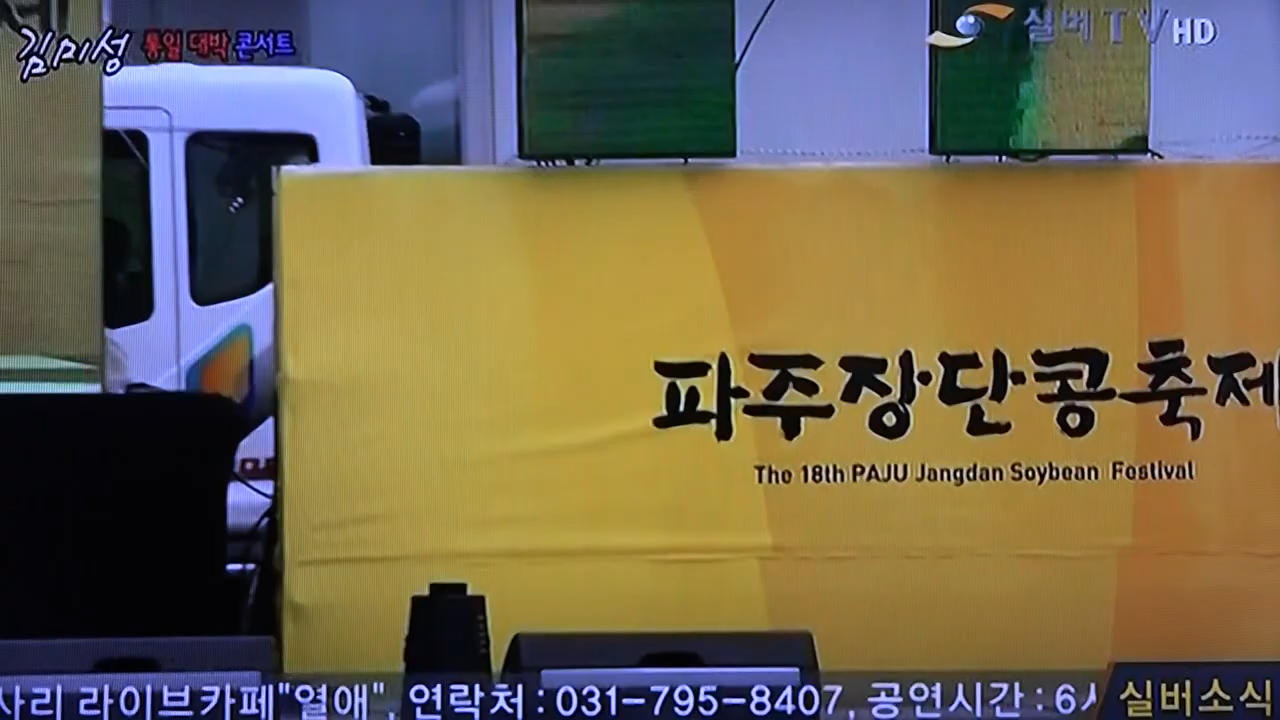 김미성 통일 대박 콘서트
실버TV HD
파주장단콩축제
The 18th PAJU Jangdan Soybean Festival
사리 라이브카페"열애", 연락처 : 031-795-8407, 공연시간 : 6시
실버소식